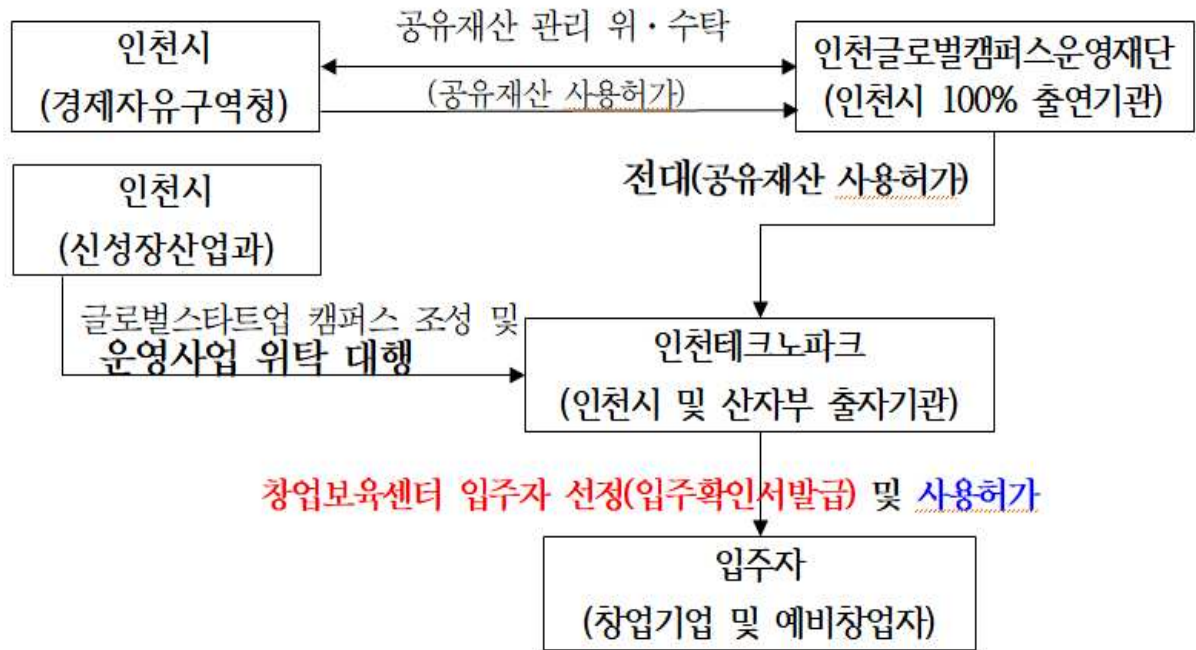 인천시
(경제자유구역청)
공유재산 관리 위·수탁
(공유재산 사용허가)
인천글로벌캠퍼스운영재단
(인천시 100% 출연기관)
전대(공유재산 사용허가)
인천시
(신성장산업과)
글로벌스타트업 캠퍼스 조성 및
운영사업 위탁 대행
인천테크노파크
(인천시 및 산자부 출자기관)
창업보육센터 입주자 선정(입주확인서발급) 및 사용허가
입주자
(창업기업 및 예비창업자)